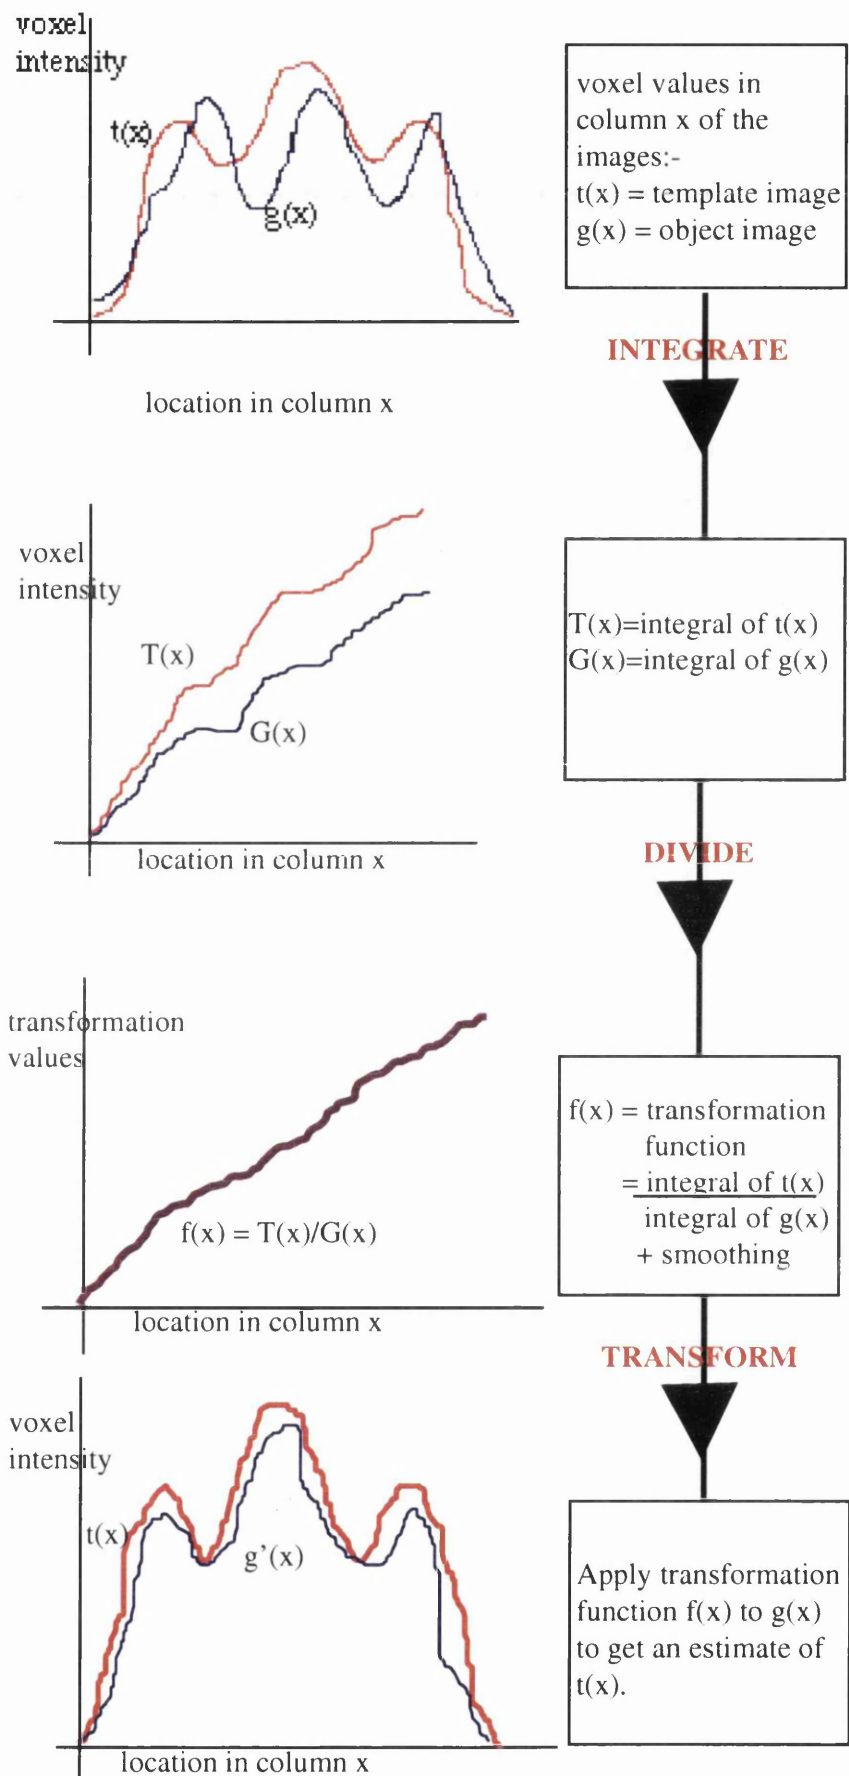 voxel
intensity
t(x)
g(x)
location in column x
voxel values in
column x of the
images:-
t(x) = template image
g(x) = object image
INTEGRATE
voxel
intensity
T(x)
G(x)
location in column x
T(x)=integral of t(x)
G(x)=integral of g(x)
DIVIDE
transformation
values
f(x) = T(x)/G(x)
location in column x
f(x) = transformation
function
= integral of t(x)
integral of g(x)
+ smoothing
TRANSFORM
voxel
intensity
t(x)
g'(x)
location in column x
Apply transformation
function f(x) to g(x)
to get an estimate of
t(x).